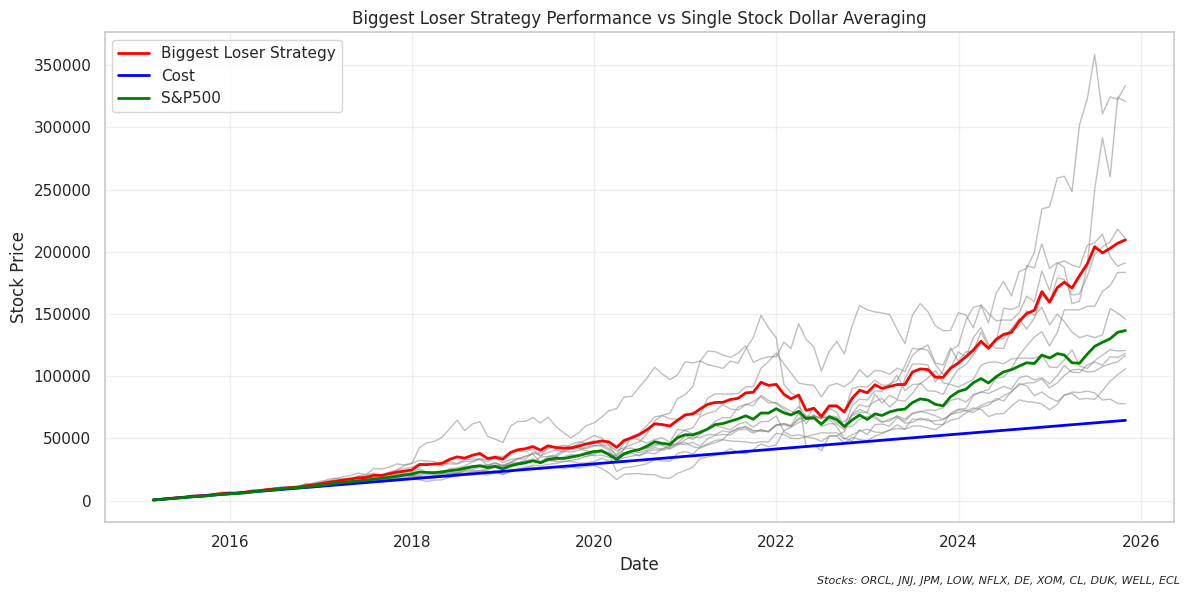 Biggest Loser Strategy Performance vs Single Stock Dollar Averaging
Biggest Loser Strategy
Cost
S&P500
350000
300000
250000
200000
150000
100000
50000
0
Stock Price
2016
2018
2020
2022
2024
2026
Date
Stocks: ORCL, JNJ, JPM, LOW, NFLX, DE, XOM, CL, DUK, WELL, ECL